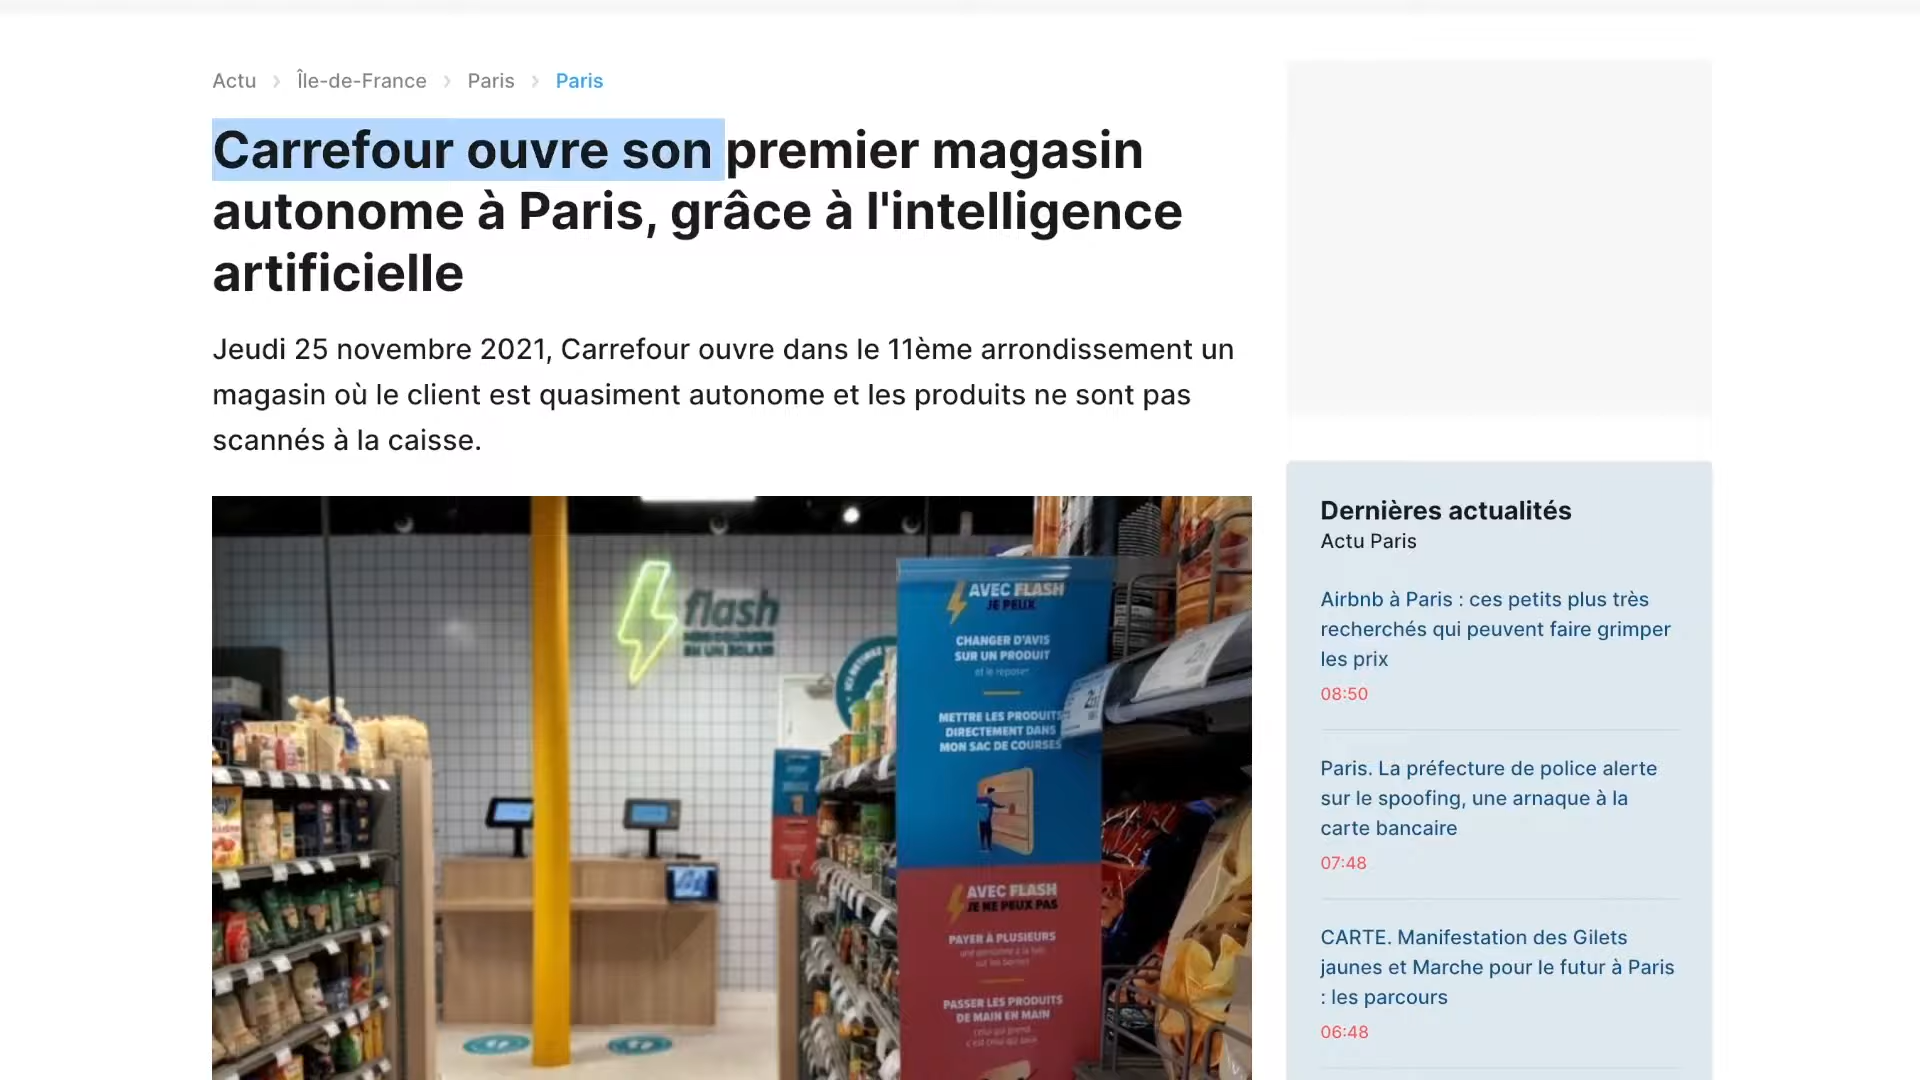 Actu > Île-de-France > Paris > Paris
Carrefour ouvre son premier magasin
autonome à Paris, grâce à l'intelligence
artificielle
Jeudi 25 novembre 2021, Carrefour ouvre dans le 11ème arrondissement un
magasin où le client est quasiment autonome et les produits ne sont pas
scannés à la caisse.
flash
AVEC FLASH
JE PEUX
CHANGER D'AVIS
SUR UN PRODUIT
et le reposer
METTRE LES PRODUITS
DIRECTEMENT DANS
MON SAC DE COURSES
AVEC FLASH
JE NE PEUX PAS
PAYER À PLUSIEURS
PASSER LES PRODUITS
DE MAIN EN MAIN
Dernières actualités
Actu Paris
Airbnb à Paris : ces petits plus très
recherchés qui peuvent faire grimper
les prix
08:50
Paris. La préfecture de police alerte
sur le spoofing, une arnaque à la
carte bancaire
07:48
CARTE. Manifestation des Gilets
jaunes et Marche pour le futur à Paris
: les parcours
06:48